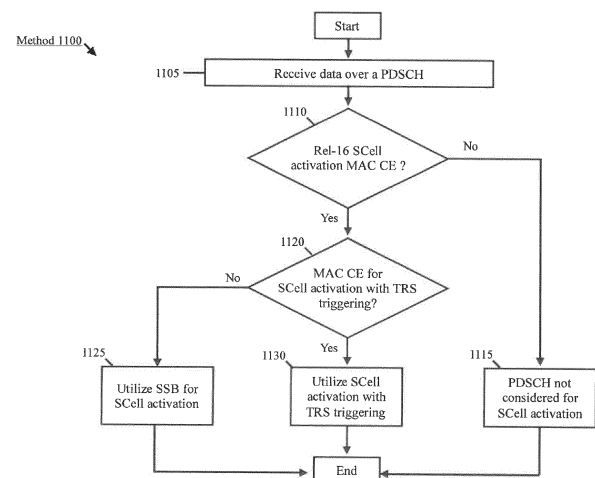 Start
Method 1100
1105
Receive data over a PDSCH
1110
Rel-16 SCell
activation MAC CE ?
No
Yes
1120
MAC CE for
SCell activation with TRS
triggering?
No
Yes
1125
Utilize SSB for
SCell activation
1130
Utilize SCell
activation with
TRS triggering
1115
PDSCH not
considered for
SCell activation
End